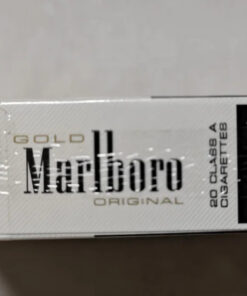 GOLD
Marlboro
ORIGINAL
20 CLASS A
CIGARETTES